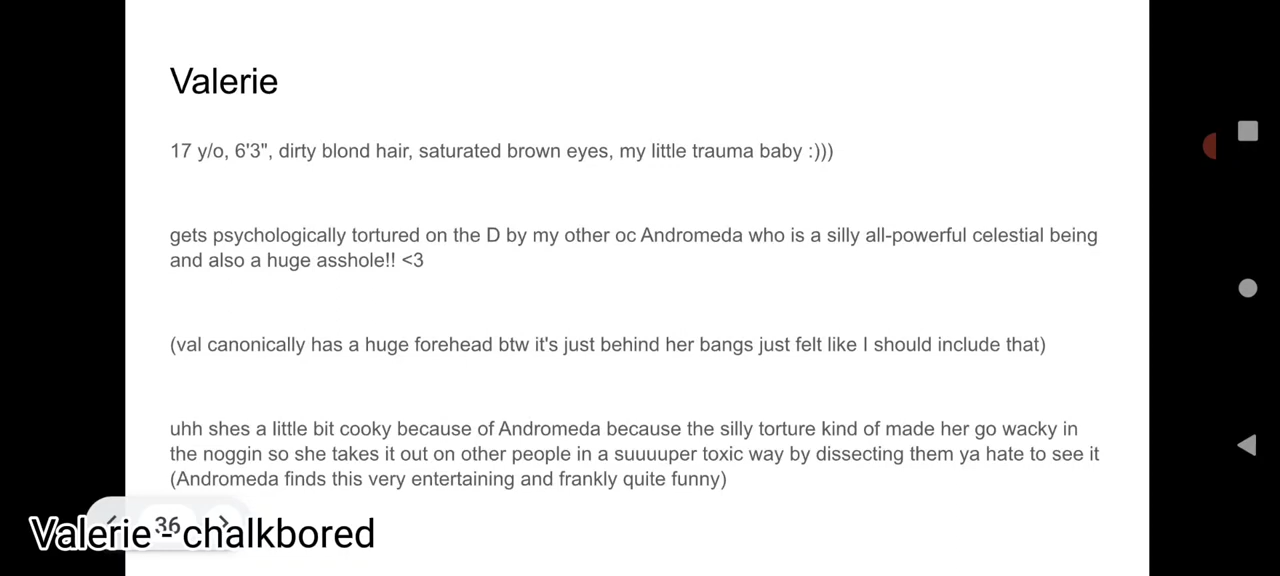 Valerie
17 y/o, 6'3", dirty blond hair, saturated brown eyes, my little trauma baby :)))
gets psychologically tortured on the D by my other oc Andromeda who is a silly all-powerful celestial being
and also a huge asshole!! <3
(val canonically has a huge forehead btw it's just behind her bangs just felt like I should include that)
uhh shes a little bit cooky because of Andromeda because the silly torture kind of made her go wacky in
the noggin so she takes it out on other people in a suuuuper toxic way by dissecting them ya hate to see it
(Andromeda finds this very entertaining and frankly quite funny)
36
Valerie - chalkbored